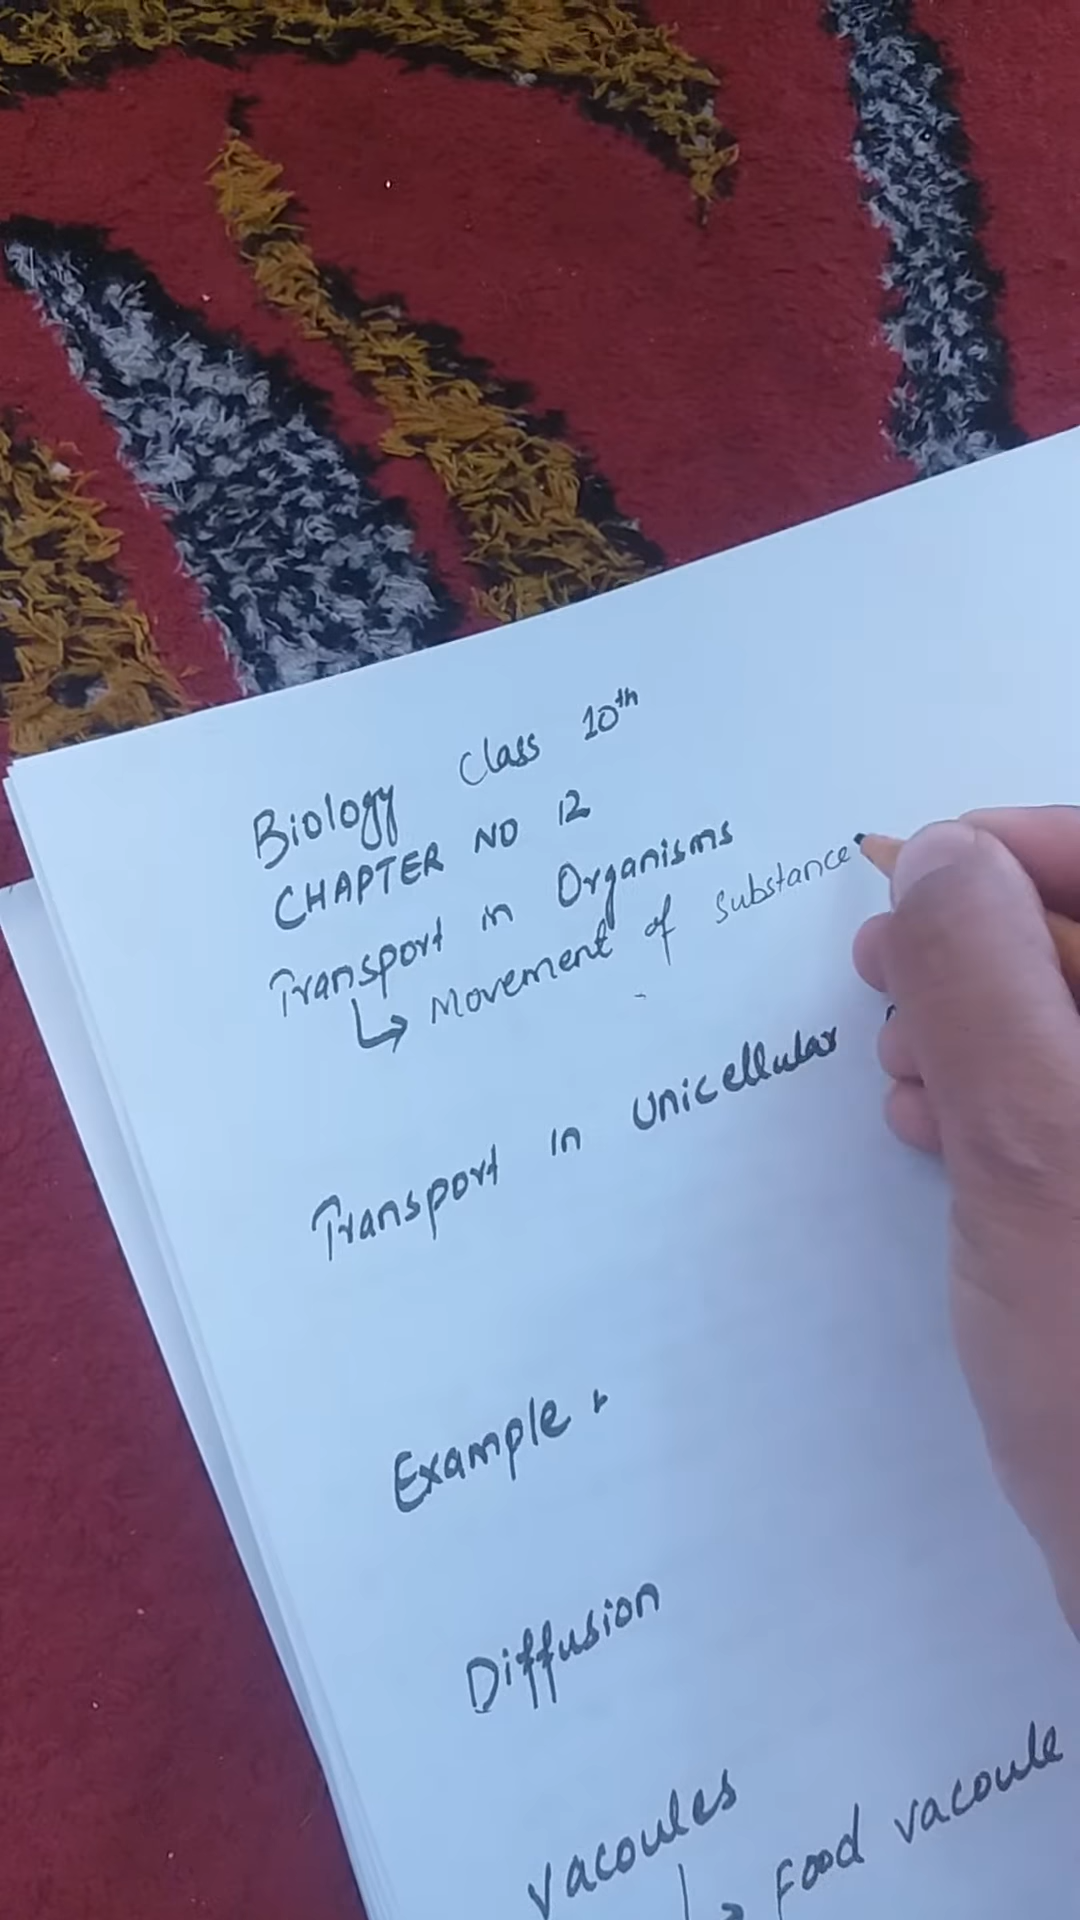 Biology Class 10th
CHAPTER NO 12
Transport in Organisms
↳ Movement of Substance
Transport in Unicellular
Example
Diffusion
Vacoules
↳ Food vacoule